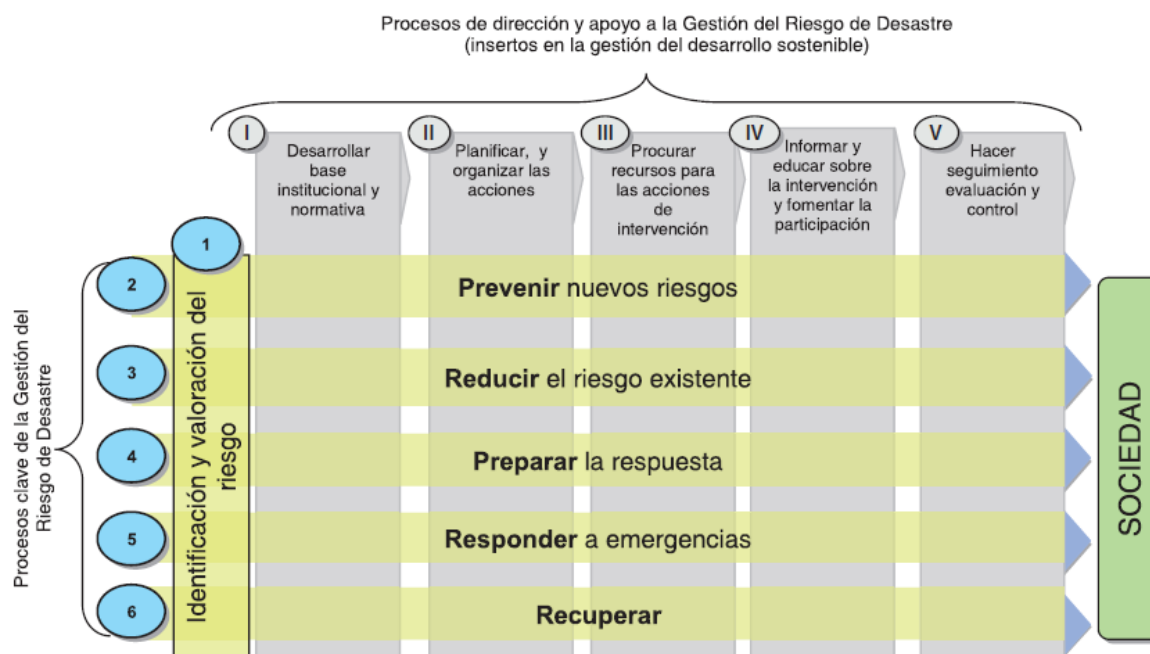 Procesos de dirección y apoyo a la Gestión del Riesgo de Desastre
(insertos en la gestión del desarrollo sostenible)
I
Desarrollar
base
institucional y
normativa
II
Planificar, y
organizar las
acciones
III
Procurar
recursos para
las acciones
de
intervención
IV
Informar y
educar sobre
la intervención
y fomentar la
participación
V
Hacer
seguimiento
evaluación y
control
Procesos clave de la Gestión del
Riesgo de Desastre
1
Identificación y valoración del
riesgo
2
Prevenir nuevos riesgos
3
Reducir el riesgo existente
4
Preparar la respuesta
5
Responder a emergencias
6
Recuperar
SOCIEDAD